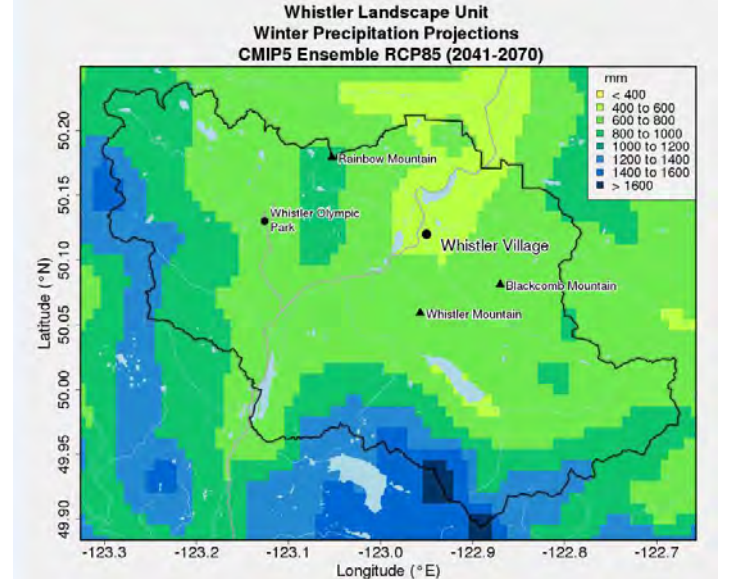 Whistler Landscape Unit
Winter Precipitation Projections
CMIP5 Ensemble RCP85 (2041-2070)
mm
< 400
400 to 600
600 to 800
800 to 1000
1000 to 1200
1200 to 1400
1400 to 1600
> 1600
Rainbow Mountain
Whistler Olympic
Park
Whistler Village
Blackcomb Mountain
Whistler Mountain
Latitude (°N)
50.20
50.15
50.10
50.05
50.00
49.95
49.90
-123.3 -123.2 -123.1 -123.0 -122.9 -122.8 -122.7
Longitude (°E)